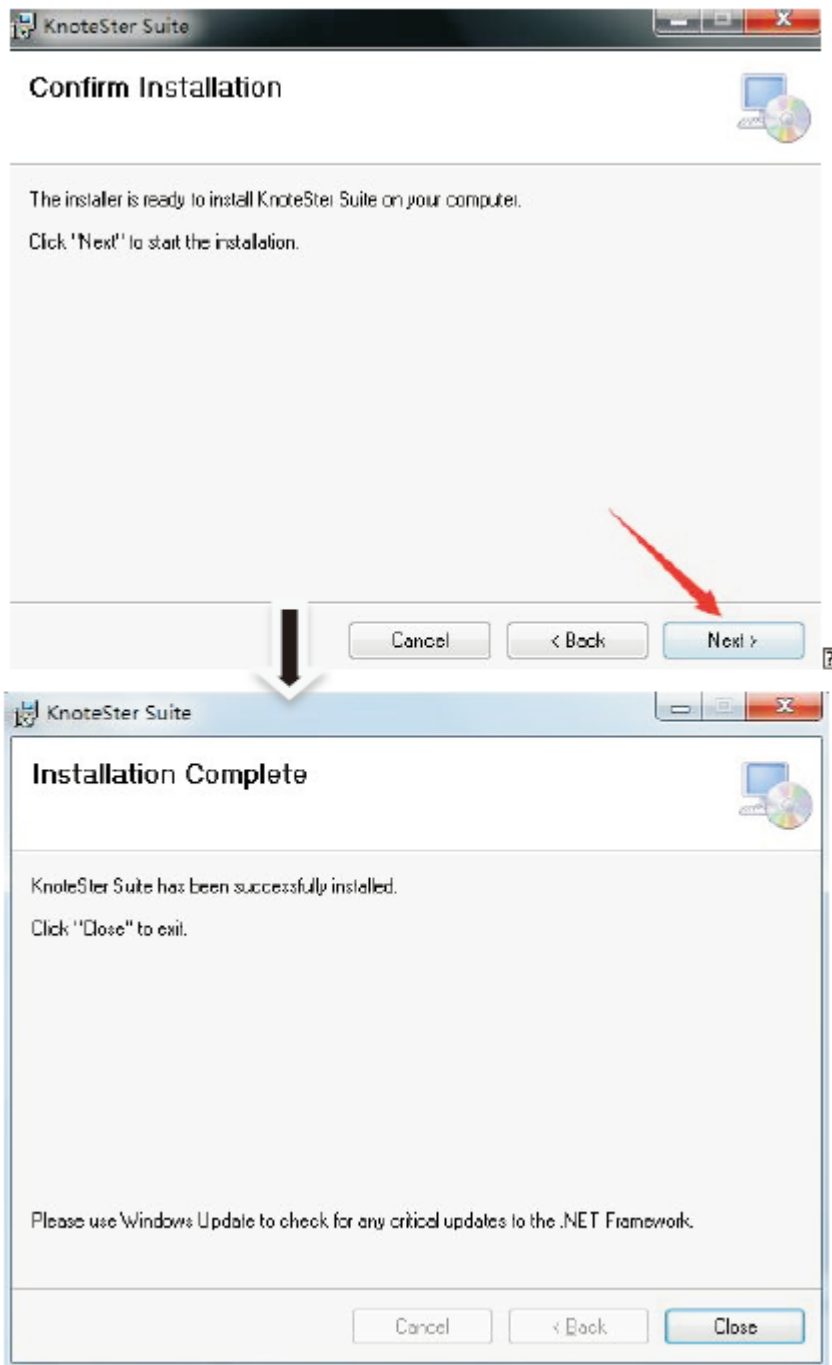 KnoteSter Suite
Confirm Installation
The installer is ready to install KnoteSter Suite on your computer.
Click "Next" to start the installation.
Cancel
< Back
Next >
KnoteSter Suite
Installation Complete
KnoteSter Suite has been successfully installed.
Click "Close" to exit.
Please use Windows Update to check for any critical updates to the .NET Framework.
Cancel
< Back
Close